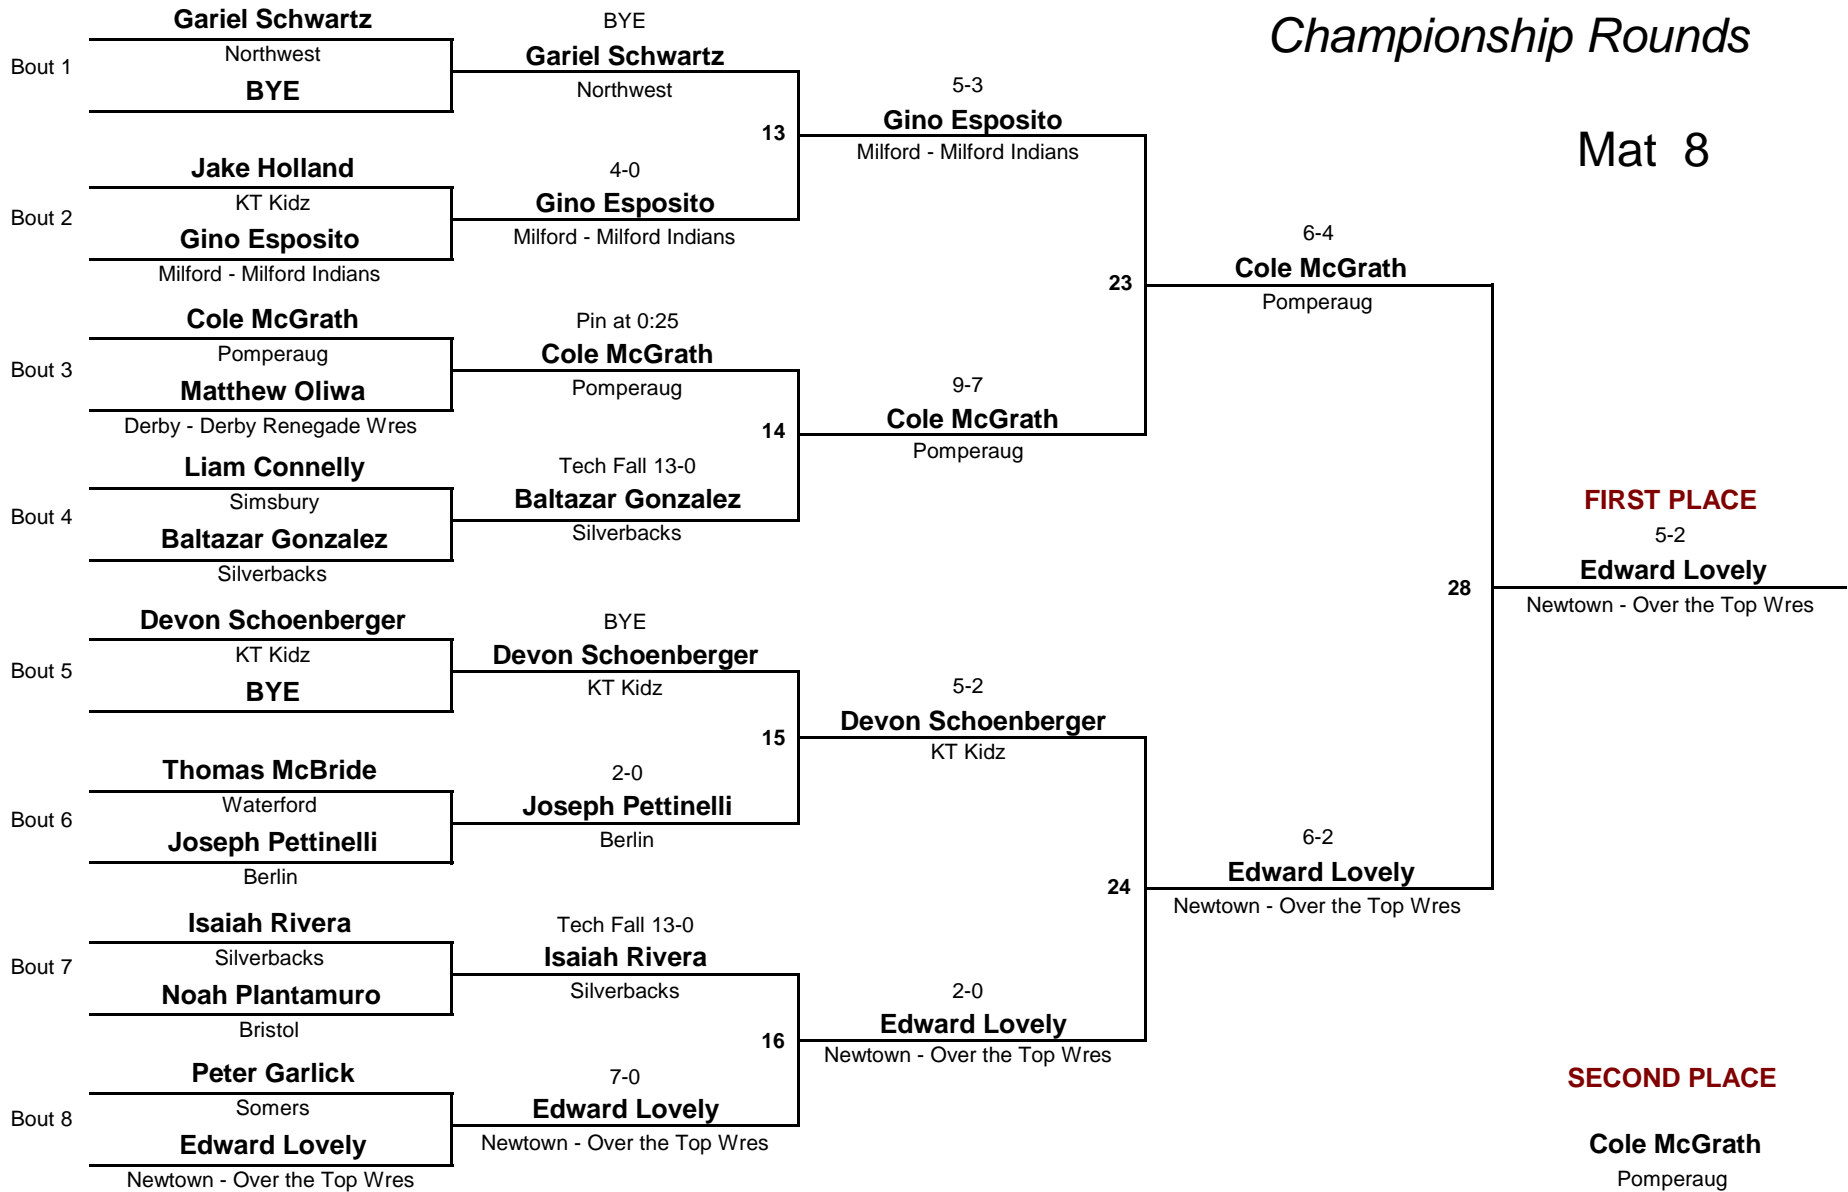 Championship Rounds
Mat 8
Bout 1
Gariel Schwartz
Northwest
BYE
Bout 2
Jake Holland
KT Kidz
Gino Esposito
Milford - Milford Indians
Bout 3
Cole McGrath
Pomperaug
Matthew Oliwa
Derby - Derby Renegade Wres
Bout 4
Liam Connelly
Simsbury
Baltazar Gonzalez
Silverbacks
Bout 5
Devon Schoenberger
KT Kidz
BYE
Bout 6
Thomas McBride
Waterford
Joseph Pettinelli
Berlin
Bout 7
Isaiah Rivera
Silverbacks
Noah Plantamuro
Bristol
Bout 8
Peter Garlick
Somers
Edward Lovely
Newtown - Over the Top Wres
BYE
Gariel Schwartz
Northwest
13
4-0
Gino Esposito
Milford - Milford Indians
Pin at 0:25
Cole McGrath
Pomperaug
14
Tech Fall 13-0
Baltazar Gonzalez
Silverbacks
BYE
Devon Schoenberger
KT Kidz
15
2-0
Joseph Pettinelli
Berlin
Tech Fall 13-0
Isaiah Rivera
Silverbacks
16
7-0
Edward Lovely
Newtown - Over the Top Wres
5-3
Gino Esposito
Milford - Milford Indians
23
9-7
Cole McGrath
Pomperaug
5-2
Devon Schoenberger
KT Kidz
24
2-0
Edward Lovely
Newtown - Over the Top Wres
6-4
Cole McGrath
Pomperaug
28
6-2
Edward Lovely
Newtown - Over the Top Wres
FIRST PLACE
5-2
Edward Lovely
Newtown - Over the Top Wres
SECOND PLACE
Cole McGrath
Pomperaug